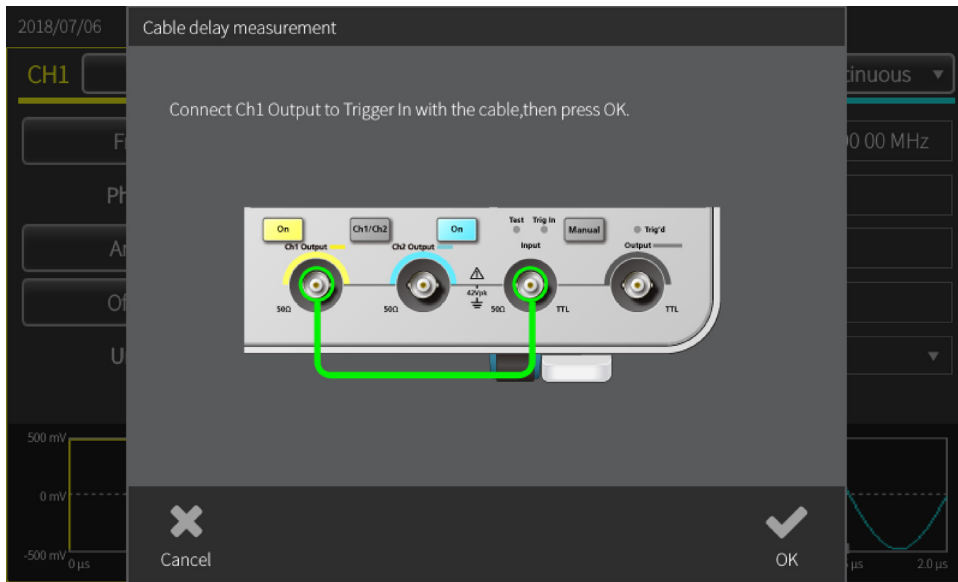 2018/07/06
Cable delay measurement
CH1
tinuous
Connect Ch1 Output to Trigger In with the cable,then press OK.
00 00 MHz
On
Ch1/Ch2
On
Test
Trig In
Manual
Trig'd
Ch1 Output
Ch2 Output
Input
Output
42Vpk
50Ω
50Ω
50Ω
TTL
TTL
500 mV
0 mV
-500 mV
0 µs
µs
2.0 µs
Cancel
OK